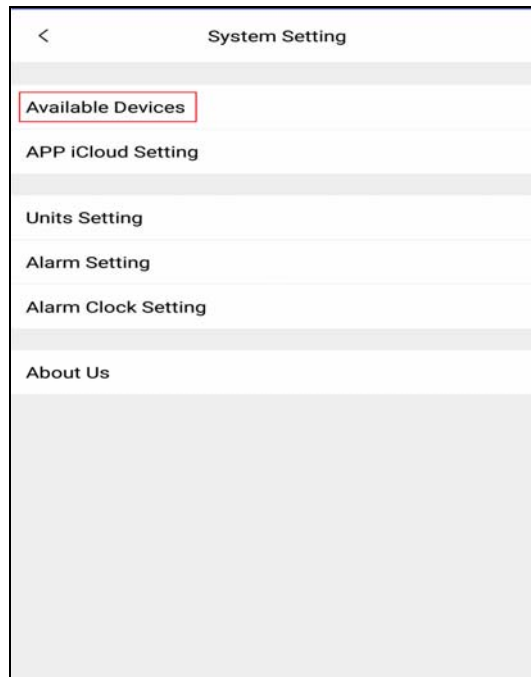 < System Setting
Available Devices
APP iCloud Setting
Units Setting
Alarm Setting
Alarm Clock Setting
About Us